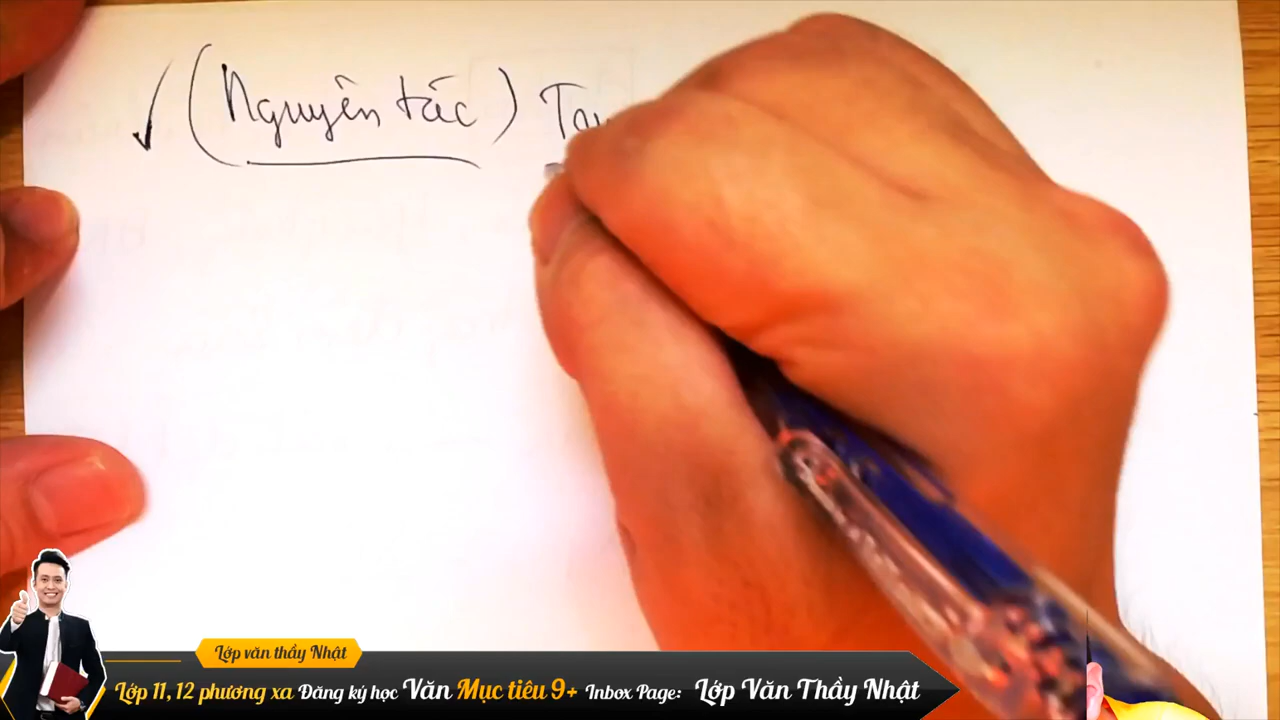 (Nguyên tắc)
Lớp văn thầy Nhật
Lớp 11, 12 phương xa Đăng ký học Văn Mục tiêu 9+ Inbox Page: Lớp Văn Thầy Nhật